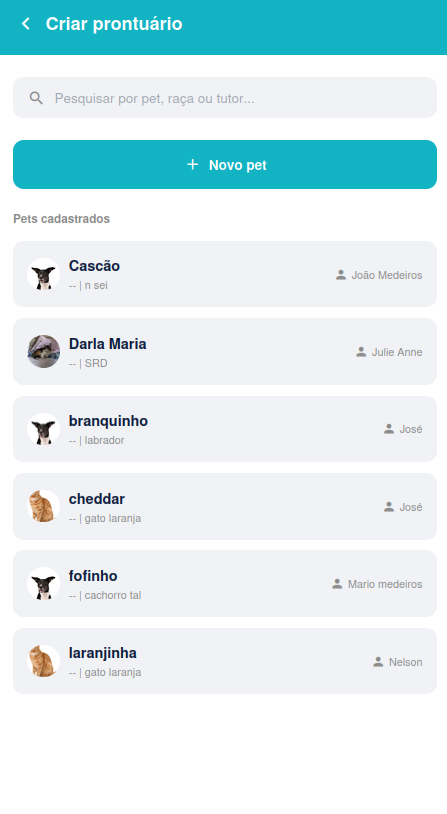 Criar prontuário
Pesquisar por pet, raça ou tutor...
Novo pet
Pets cadastrados
Cascão
-- | n sei
João Medeiros
Darla Maria
-- | SRD
Julie Anne
branquinho
-- | labrador
José
cheddar
-- | gato laranja
José
fofinho
-- | cachorro tal
Mario medeiros
laranjinha
-- | gato laranja
Nelson